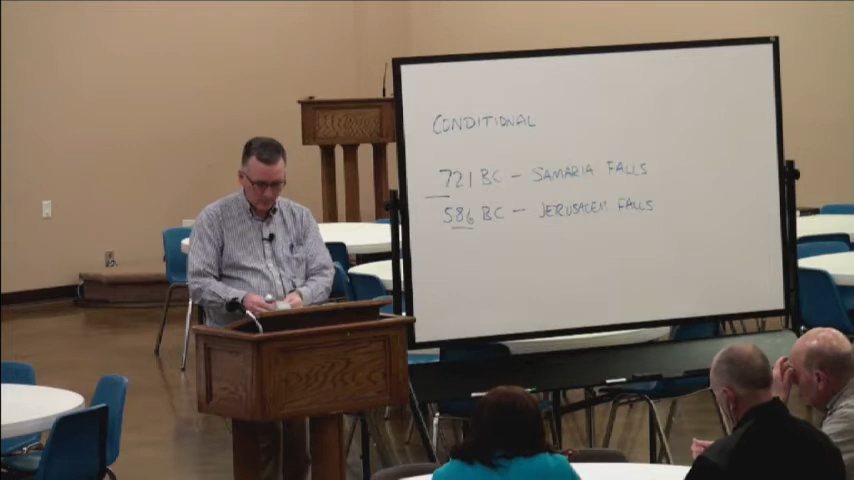 CONDITIONAL
721 BC - SAMARIA FALLS
586 BC - JERUSALEM FALLS